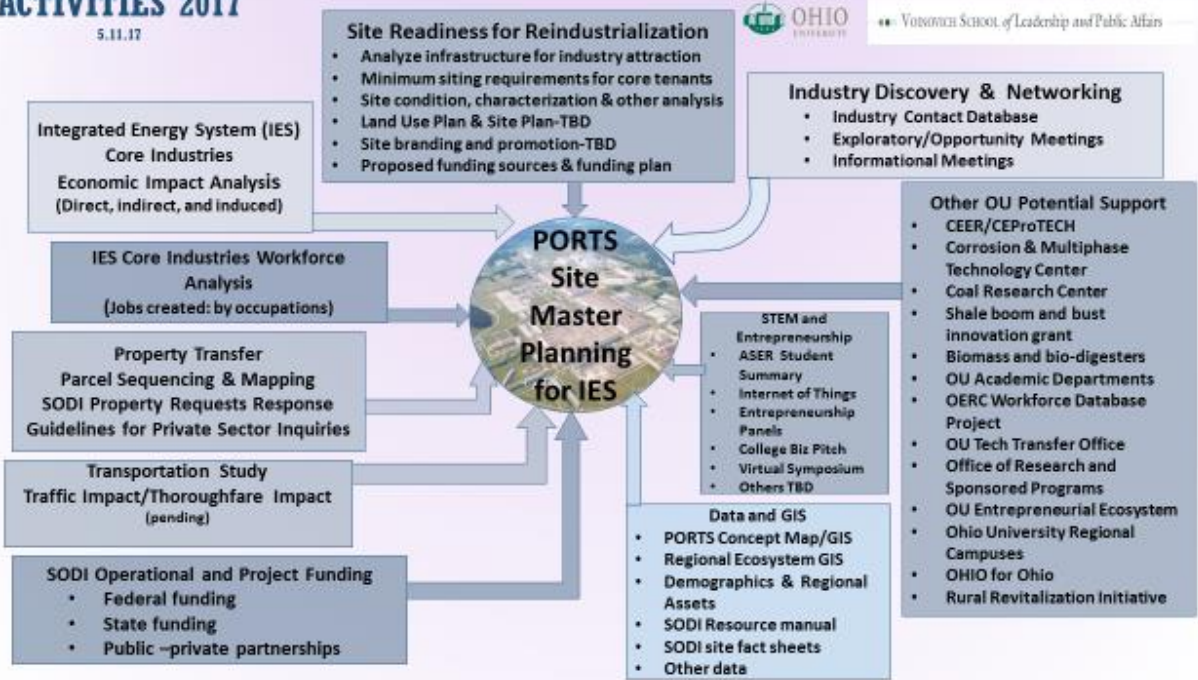 ACTIVITIES 2017
5.11.17
OHIO
UNIVERSITY
VOINOVICH SCHOOL of Leadership and Public Affairs
Site Readiness for Reindustrialization
• Analyze infrastructure for industry attraction
• Minimum siting requirements for core tenants
• Site condition, characterization & other analysis
• Land Use Plan & Site Plan-TBD
• Site branding and promotion-TBD
• Proposed funding sources & funding plan
Industry Discovery & Networking
• Industry Contact Database
• Exploratory/Opportunity Meetings
• Informational Meetings
Integrated Energy System (IES)
Core Industries
Economic Impact Analysis
(Direct, indirect, and induced)
IES Core Industries Workforce
Analysis
(Jobs created: by occupations)
Property Transfer
Parcel Sequencing & Mapping
SODI Property Requests Response
Guidelines for Private Sector Inquiries
Transportation Study
Traffic Impact/Thoroughfare Impact
(pending)
SODI Operational and Project Funding
• Federal funding
• State funding
• Public –private partnerships
PORTS
Site
Master
Planning
for IES
STEM and
Entrepreneurship
• ASER Student
Summary
• Internet of Things
• Entrepreneurship
Panels
• College Biz Pitch
• Virtual Symposium
• Others TBD
Data and GIS
• PORTS Concept Map/GIS
• Regional Ecosystem GIS
• Demographics & Regional
Assets
• SODI Resource manual
• SODI site fact sheets
• Other data
Other OU Potential Support
• CEER/CEProTECH
• Corrosion & Multiphase
Technology Center
• Coal Research Center
• Shale boom and bust
innovation grant
• Biomass and bio-digesters
• OU Academic Departments
• OERC Workforce Database
Project
• OU Tech Transfer Office
• Office of Research and
Sponsored Programs
• OU Entrepreneurial Ecosystem
• Ohio University Regional
Campuses
• OHIO for Ohio
• Rural Revitalization Initiative